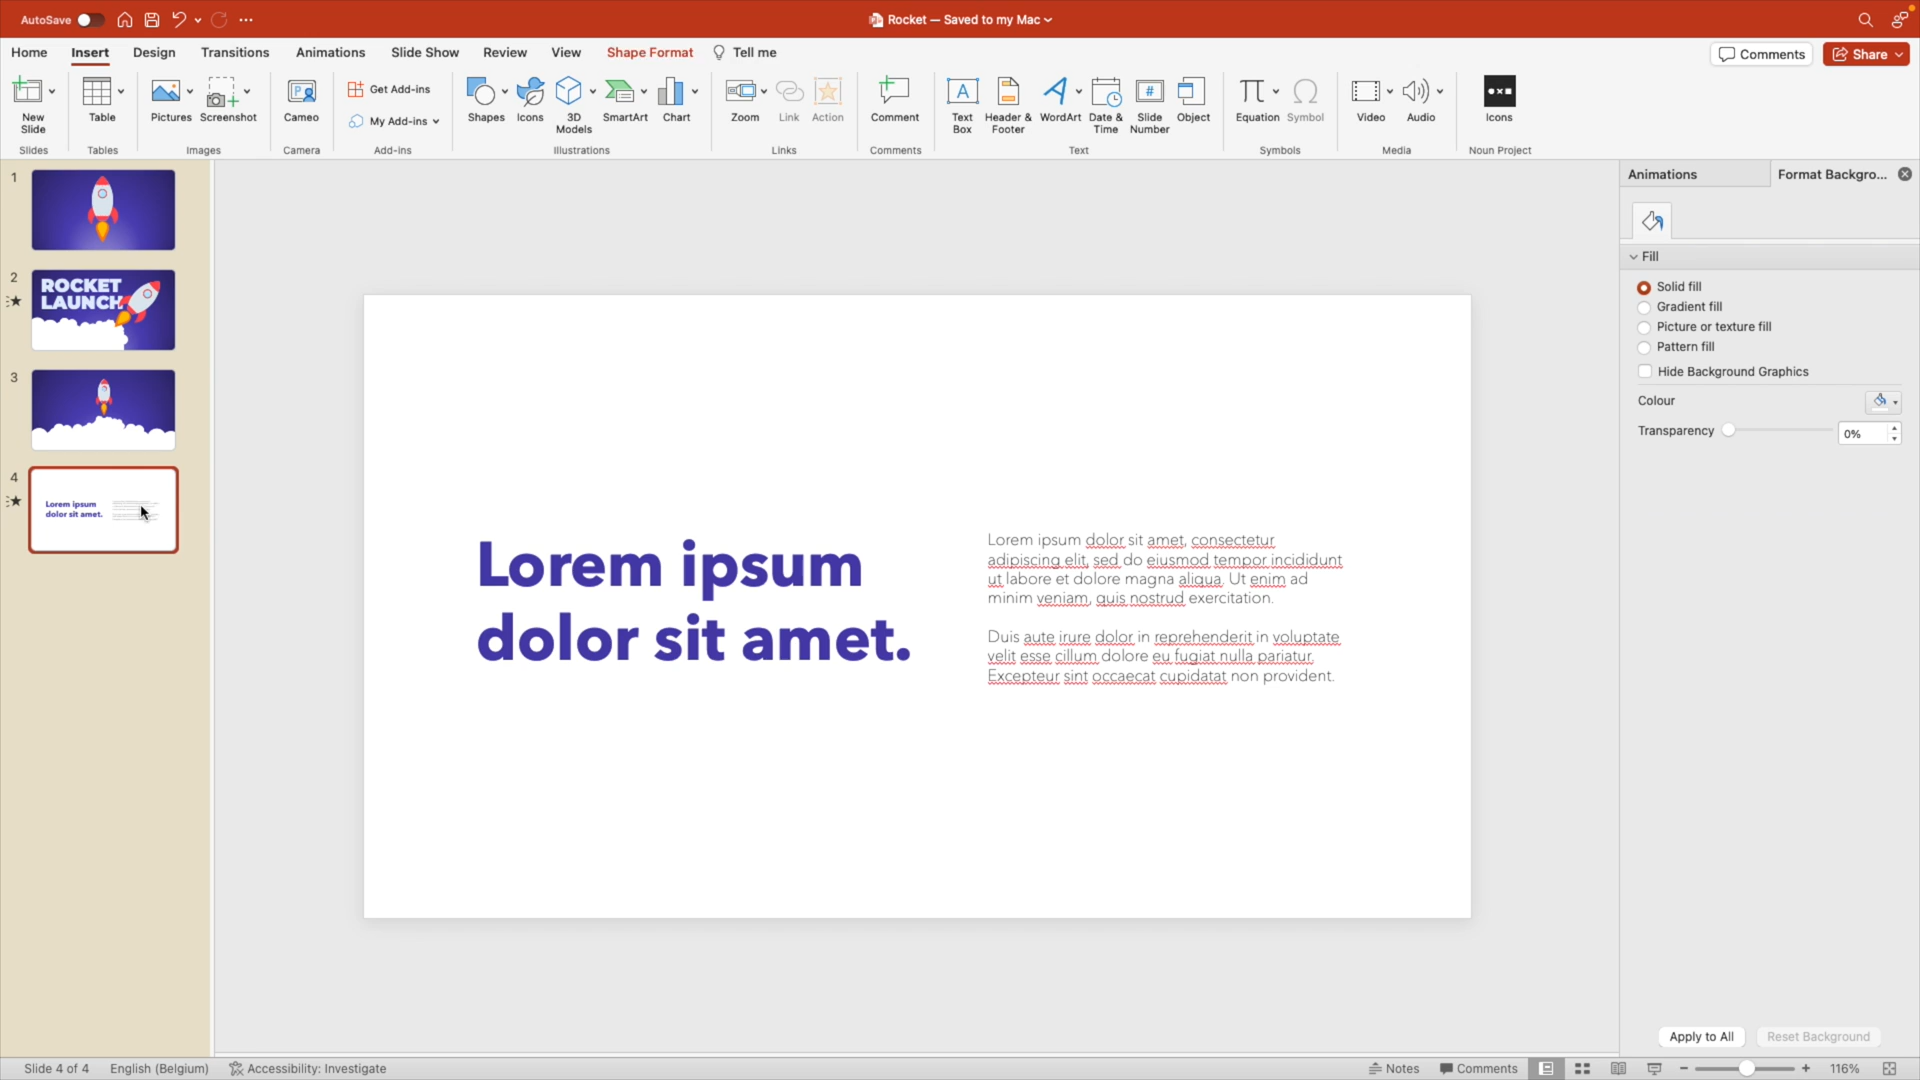 AutoSave
Rocket — Saved to my Mac
Home Insert Design Transitions Animations Slide Show Review View Shape Format Tell me
Comments Share
New Slide
Table
Pictures
Screenshot
Cameo
Get Add-ins
My Add-ins
Shapes
Icons
3D Models
SmartArt
Chart
Zoom
Link
Action
Comment
Text Box
Header & Footer
WordArt
Date & Time
Slide Number
Object
Equation
Symbol
Video
Audio
Icons
Slides Tables Images Camera Add-ins Illustrations Links Comments Text Symbols Media Noun Project
1
2
ROCKET
LAUNCH
3
4
Lorem ipsum
dolor sit amet.
Lorem ipsum
dolor sit amet.
Lorem ipsum dolor sit amet, consectetur
adipiscing elit, sed do eiusmod tempor incididunt
ut labore et dolore magna aliqua. Ut enim ad
minim veniam, quis nostrud exercitation.
Duis aute irure dolor in reprehenderit in voluptate
velit esse cillum dolore eu fugiat nulla pariatur.
Excepteur sint occaecat cupidatat non provident.
Animations Format Backgro...
Fill
Solid fill
Gradient fill
Picture or texture fill
Pattern fill
Hide Background Graphics
Colour
Transparency 0%
Apply to All Reset Background
Slide 4 of 4 English (Belgium) Accessibility: Investigate Notes Comments 116%